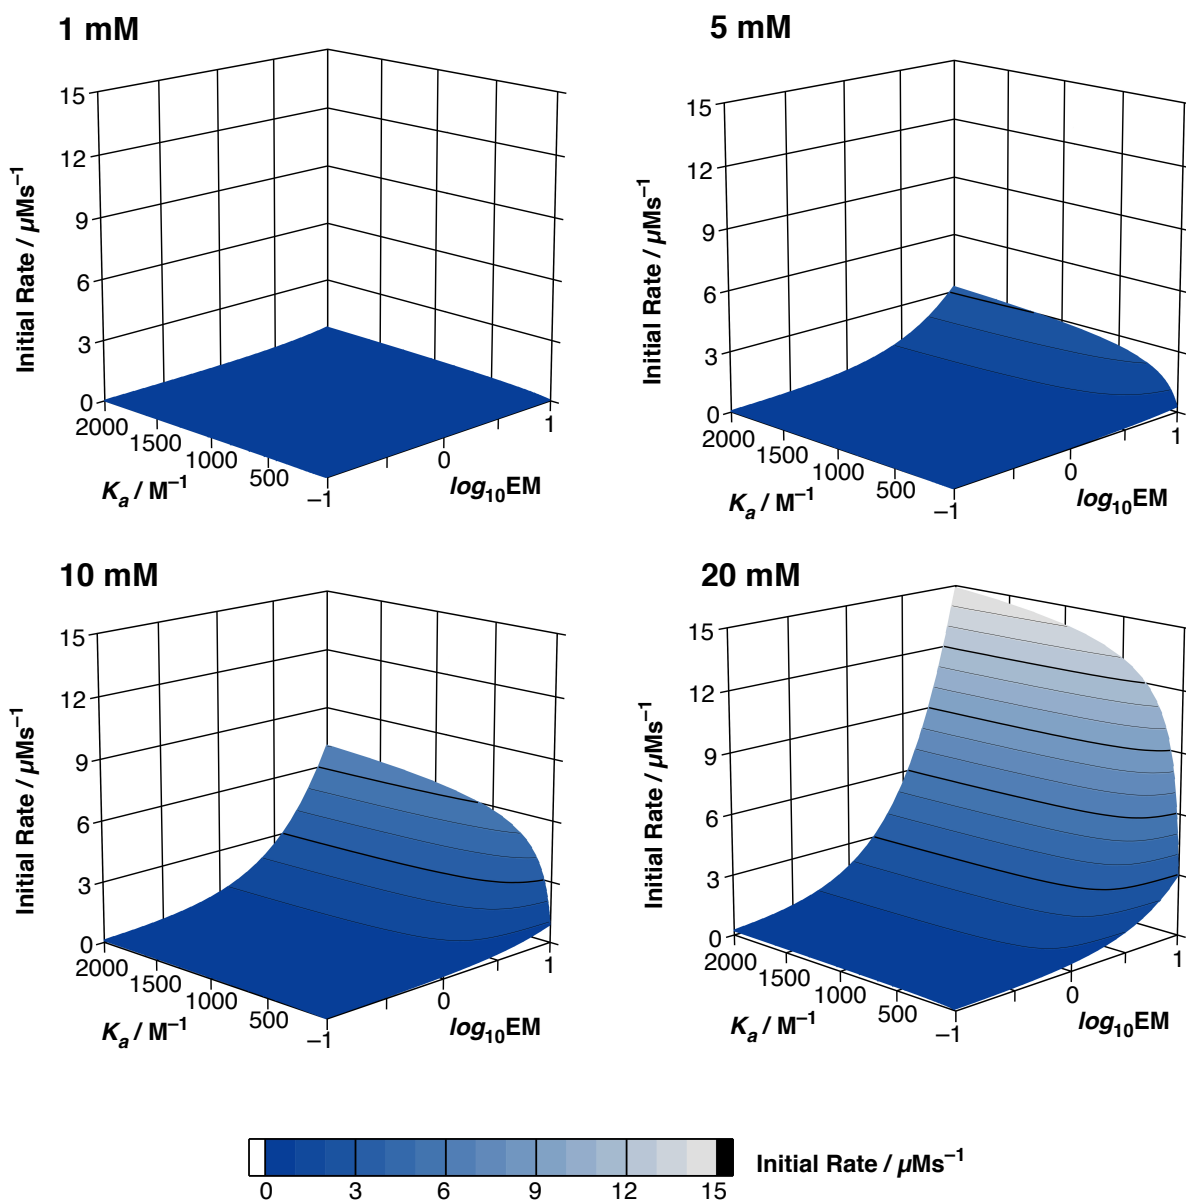 1 mM
15
12
9
6
3
0
Initial Rate / µMs⁻¹
2000
1500
1000
500
Kₐ / M⁻¹
–1
0
1
log₁₀EM
5 mM
15
12
9
6
3
0
Initial Rate / µMs⁻¹
2000
1500
1000
500
Kₐ / M⁻¹
–1
0
1
log₁₀EM
10 mM
15
12
9
6
3
0
Initial Rate / µMs⁻¹
2000
1500
1000
500
Kₐ / M⁻¹
–1
0
1
log₁₀EM
20 mM
15
12
9
6
3
0
Initial Rate / µMs⁻¹
2000
1500
1000
500
Kₐ / M⁻¹
–1
0
1
log₁₀EM
0 3 6 9 12 15
Initial Rate / µMs⁻¹